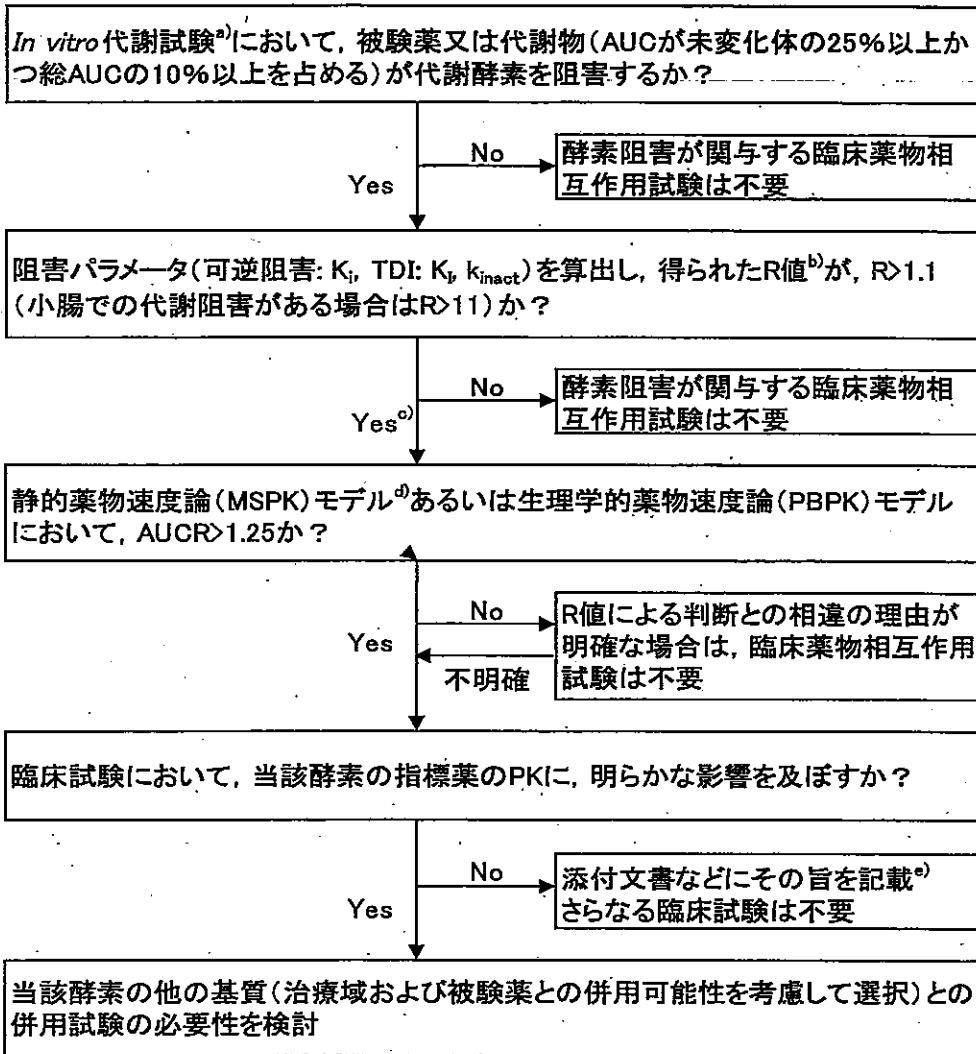 In vitro代謝試験a)において, 被験薬又は代謝物(AUCが未変化体の25%以上か
つ総AUCの10%以上を占める)が代謝酵素を阻害するか?
No
酵素阻害が関与する臨床薬物相
互作用試験は不要
Yes
阻害パラメータ(可逆阻害: Ki, TDI: KI, kinact)を算出し, 得られたR値b)が, R>1.1
(小腸での代謝阻害がある場合はR>11)か?
No
酵素阻害が関与する臨床薬物相
互作用試験は不要
Yesc)
静的薬物速度論(MSPK)モデルd)あるいは生理学的薬物速度論(PBPK)モデル
において, AUCR>1.25か?
No
R値による判断との相違の理由が
明確な場合は, 臨床薬物相互作用
試験は不要
Yes
不明確
臨床試験において, 当該酵素の指標薬のPKに, 明らかな影響を及ぼすか?
No
添付文書などにその旨を記載e)
さらなる臨床試験は不要
Yes
当該酵素の他の基質(治療域および被験薬との併用可能性を考慮して選択)との
併用試験の必要性を検討